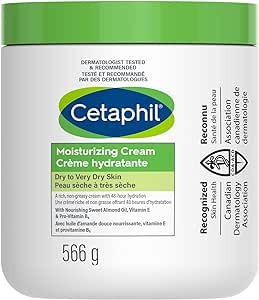 DERMATOLOGIST TESTED
& RECOMMENDED
TESTÉ ET RECOMMANDÉ
PAR DES DERMATOLOGUES
Cetaphil®
Moisturizing Cream
Crème hydratante
Dry to Very Dry Skin
Peau sèche à très sèche
A rich, non-greasy cream with 48-hour hydration
Une crème riche et non grasse offrant 48 heures d'hydratation
With Nourishing Sweet Almond Oil, Vitamin E
& Pro-Vitamin B₅
Avec huile d'amande douce nourrissante, vitamine E
et provitamine B₅
566 g
Recognized
Skin Health
Canadian
Dermatology
Association
Reconnu
Santé de la peau
Association
canadienne de
dermatologie